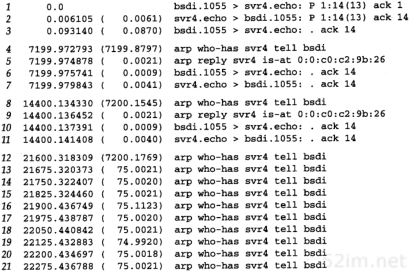 1 0.0 bsdi.1055 > svr4.echo: P 1:14(13) ack 1
2 0.006105 ( 0.0061) svr4.echo > bsdi.1055: P 1:14(13) ack 14
3 0.093140 ( 0.0870) bsdi.1055 > svr4.echo: . ack 14
4 7199.972793 (7199.8797) arp who-has svr4 tell bsdi
5 7199.974878 ( 0.0021) arp reply svr4 is-at 0:0:c0:c2:9b:26
6 7199.975741 ( 0.0009) bsdi.1055 > svr4.echo: . ack 14
7 7199.979843 ( 0.0041) svr4.echo > bsdi.1055: . ack 14
8 14400.134330 (7200.1545) arp who-has svr4 tell bsdi
9 14400.136452 ( 0.0021) arp reply svr4 is-at 0:0:c0:c2:9b:26
10 14400.137391 ( 0.0009) bsdi.1055 > svr4.echo: . ack 14
11 14400.141408 ( 0.0040) svr4.echo > bsdi.1055: . ack 14
12 21600.318309 (7200.1769) arp who-has svr4 tell bsdi
13 21675.320373 ( 75.0021) arp who-has svr4 tell bsdi
14 21750.322407 ( 75.0020) arp who-has svr4 tell bsdi
15 21825.324460 ( 75.0021) arp who-has svr4 tell bsdi
16 21900.436749 ( 75.1123) arp who-has svr4 tell bsdi
17 21975.438787 ( 75.0020) arp who-has svr4 tell bsdi
18 22050.440842 ( 75.0021) arp who-has svr4 tell bsdi
19 22125.432883 ( 74.9920) arp who-has svr4 tell bsdi
20 22200.434697 ( 75.0018) arp who-has svr4 tell bsdi
21 22275.436788 ( 75.0021) arp who-has svr4 tell bsdi